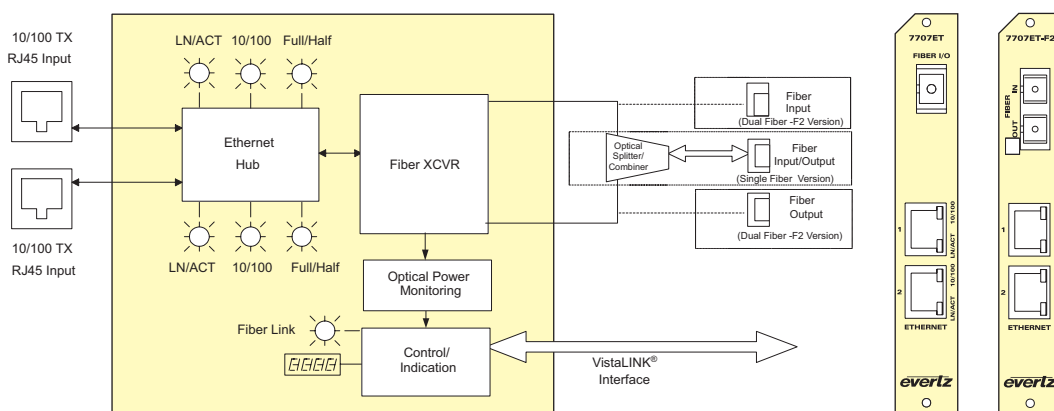 10/100 TX
RJ45 Input
LN/ACT 10/100 Full/Half
Ethernet
Hub
LN/ACT 10/100 Full/Half
10/100 TX
RJ45 Input
Fiber XCVR
Optical Power
Monitoring
Fiber Link
Control/
Indication
VistaLINK®
Interface
Optical
Splitter/
Combiner
Fiber
Input
(Dual Fiber -F2 Version)
Fiber
Input/Output
(Single Fiber Version)
Fiber
Output
(Dual Fiber -F2 Version)
7707ET
FIBER I/O
1
LN/ACT 10/100
2
LN/ACT 10/100
ETHERNET
evertz
7707ET-F2
FIBER
IN
OUT
1
2
ETHERNET
evertz